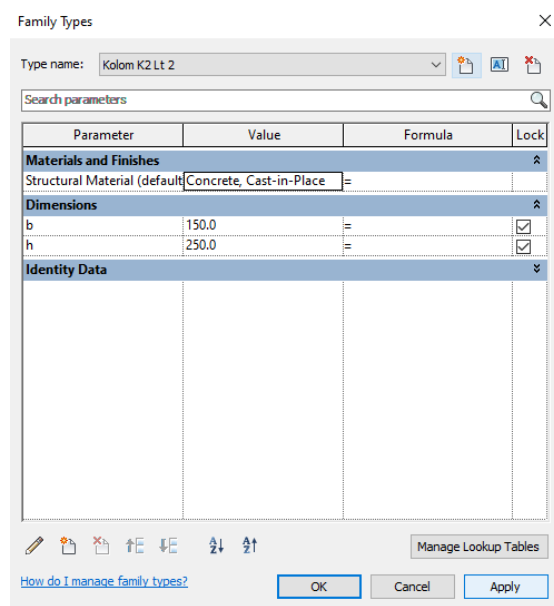 Family Types
Type name: Kolom K2 Lt 2
Search parameters
Parameter Value Formula Lock
Materials and Finishes
Structural Material (default Concrete, Cast-in-Place =
Dimensions
b 150.0 =
h 250.0 =
Identity Data
Manage Lookup Tables
How do I manage family types?
OK Cancel Apply